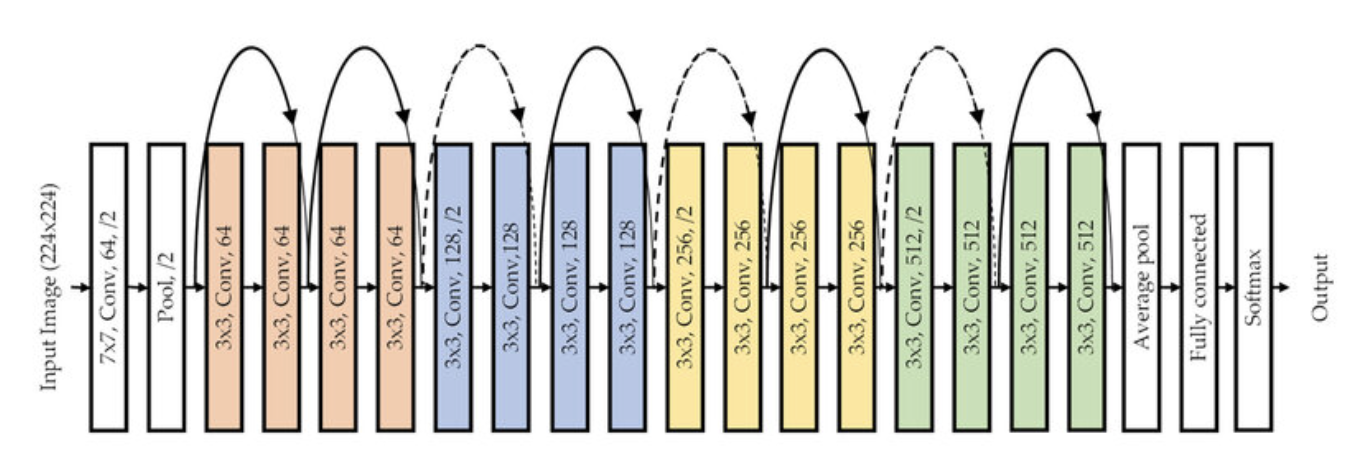 Input Image (224x224)
7x7, Conv, 64, /2
Pool, /2
3x3, Conv, 64
3x3, Conv, 64
3x3, Conv, 64
3x3, Conv, 64
3x3, Conv, 128, /2
3x3, Conv,128
3x3, Conv, 128
3x3, Conv, 128
3x3, Conv, 256, /2
3x3, Conv, 256
3x3, Conv, 256
3x3, Conv, 256
3x3, Conv, 512, /2
3x3, Conv, 512
3x3, Conv, 512
3x3, Conv, 512
Average pool
Fully connected
Softmax
Output